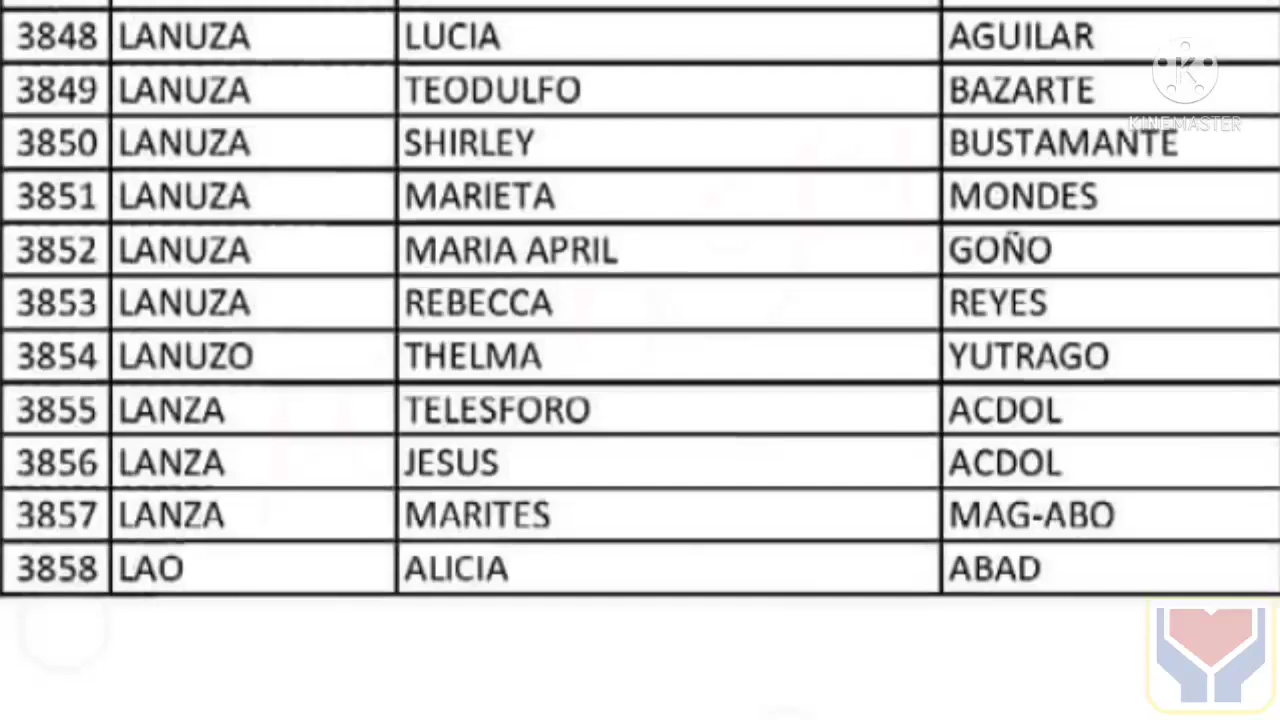 3848 LANUZA LUCIA AGUILAR
3849 LANUZA TEODULFO BAZARTE
3850 LANUZA SHIRLEY BUSTAMANTE
3851 LANUZA MARIETA MONDES
3852 LANUZA MARIA APRIL GOÑO
3853 LANUZA REBECCA REYES
3854 LANUZO THELMA YUTRAGO
3855 LANZA TELESFORO ACDOL
3856 LANZA JESUS ACDOL
3857 LANZA MARITES MAG-ABO
3858 LAO ALICIA ABAD
K
KINEMASTER